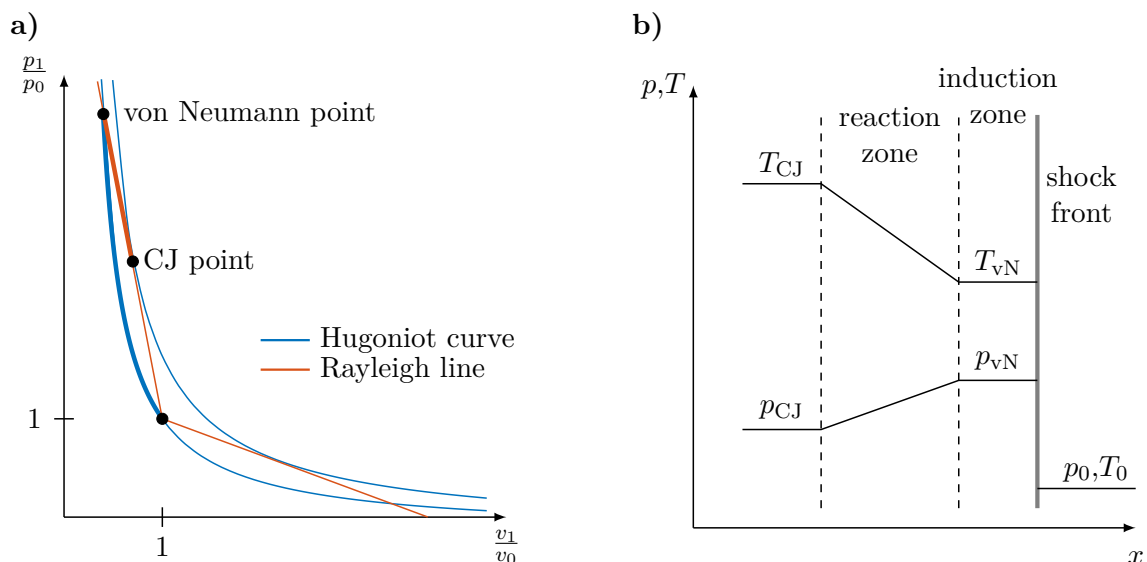 a)
p₁/p₀
von Neumann point
CJ point
Hugoniot curve
Rayleigh line
1
1
v₁/v₀
b)
p,T
induction
zone
reaction
zone
T_CJ
shock
front
T_vN
p_vN
p_CJ
p₀,T₀
x